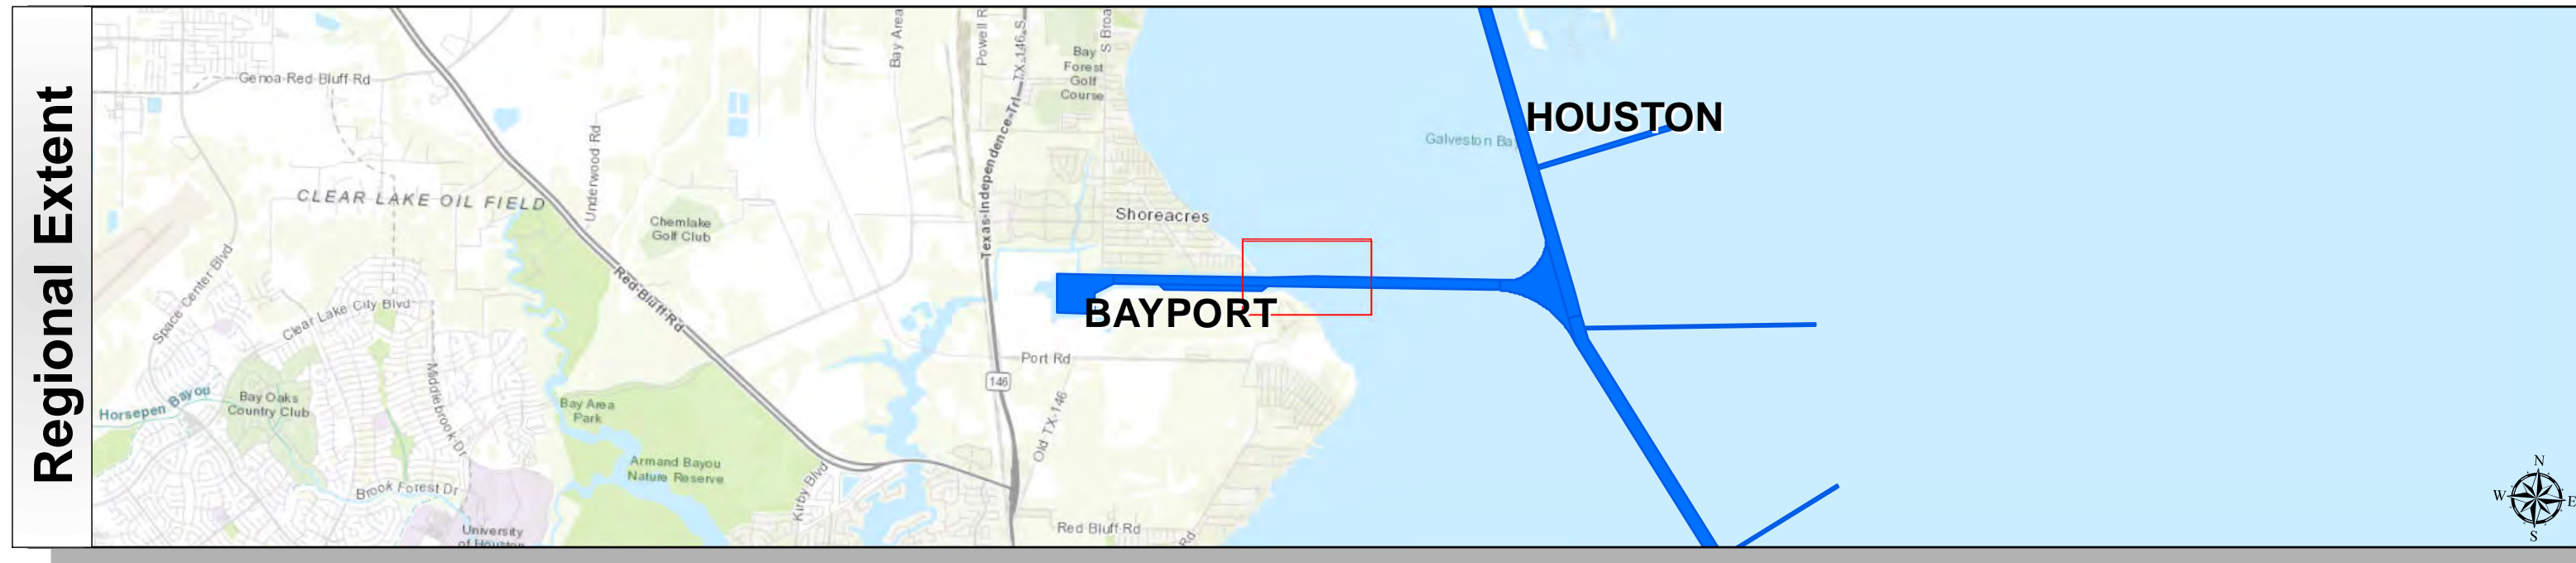 Regional Extent
Genoa-Red Bluff Rd
CLEAR LAKE OIL FIELD
Underwood Rd
Chemlake
Golf Club
Space Center Blvd
Clear Lake City Blvd
Red-Bluff-Rd
Horsepen Bayou
Bay Oaks
Country Club
Middlebrook Dr
Brook Forest Dr
University
of Houston
Bay Area
Park
Armand Bayou
Nature Reserve
Kirby Blvd
Bay Area
Powell R
TX-146 S
S Broa
Texas-Independence-Trl
Bay
Forest
Golf
Course
Shoreacres
BAYPORT
Port Rd
146
Old TX-146
Red Bluff Rd
Rd
Galveston Ba
HOUSTON
N
W
E
S